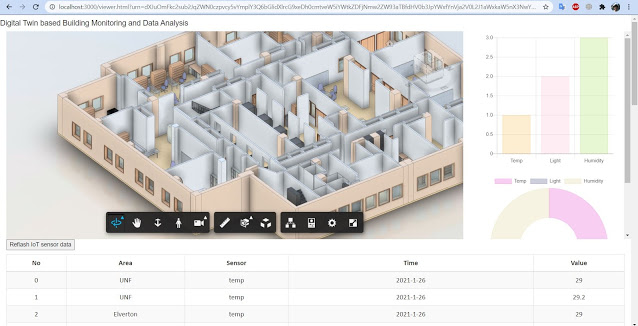 localhost:3000/viewer.html?urn=
Digital Twin based Building Monitoring and Data Analysis
3.0
2.5
2.0
1.5
1.0
0.5
0
Temp Light Humidity
Temp Light Humidity
Reflash IoT sensor data
No Area Sensor Time Value
0 UNF temp 2021-1-26 29
1 UNF temp 2021-1-26 29.2
2 Elverton temp 2021-1-26 29